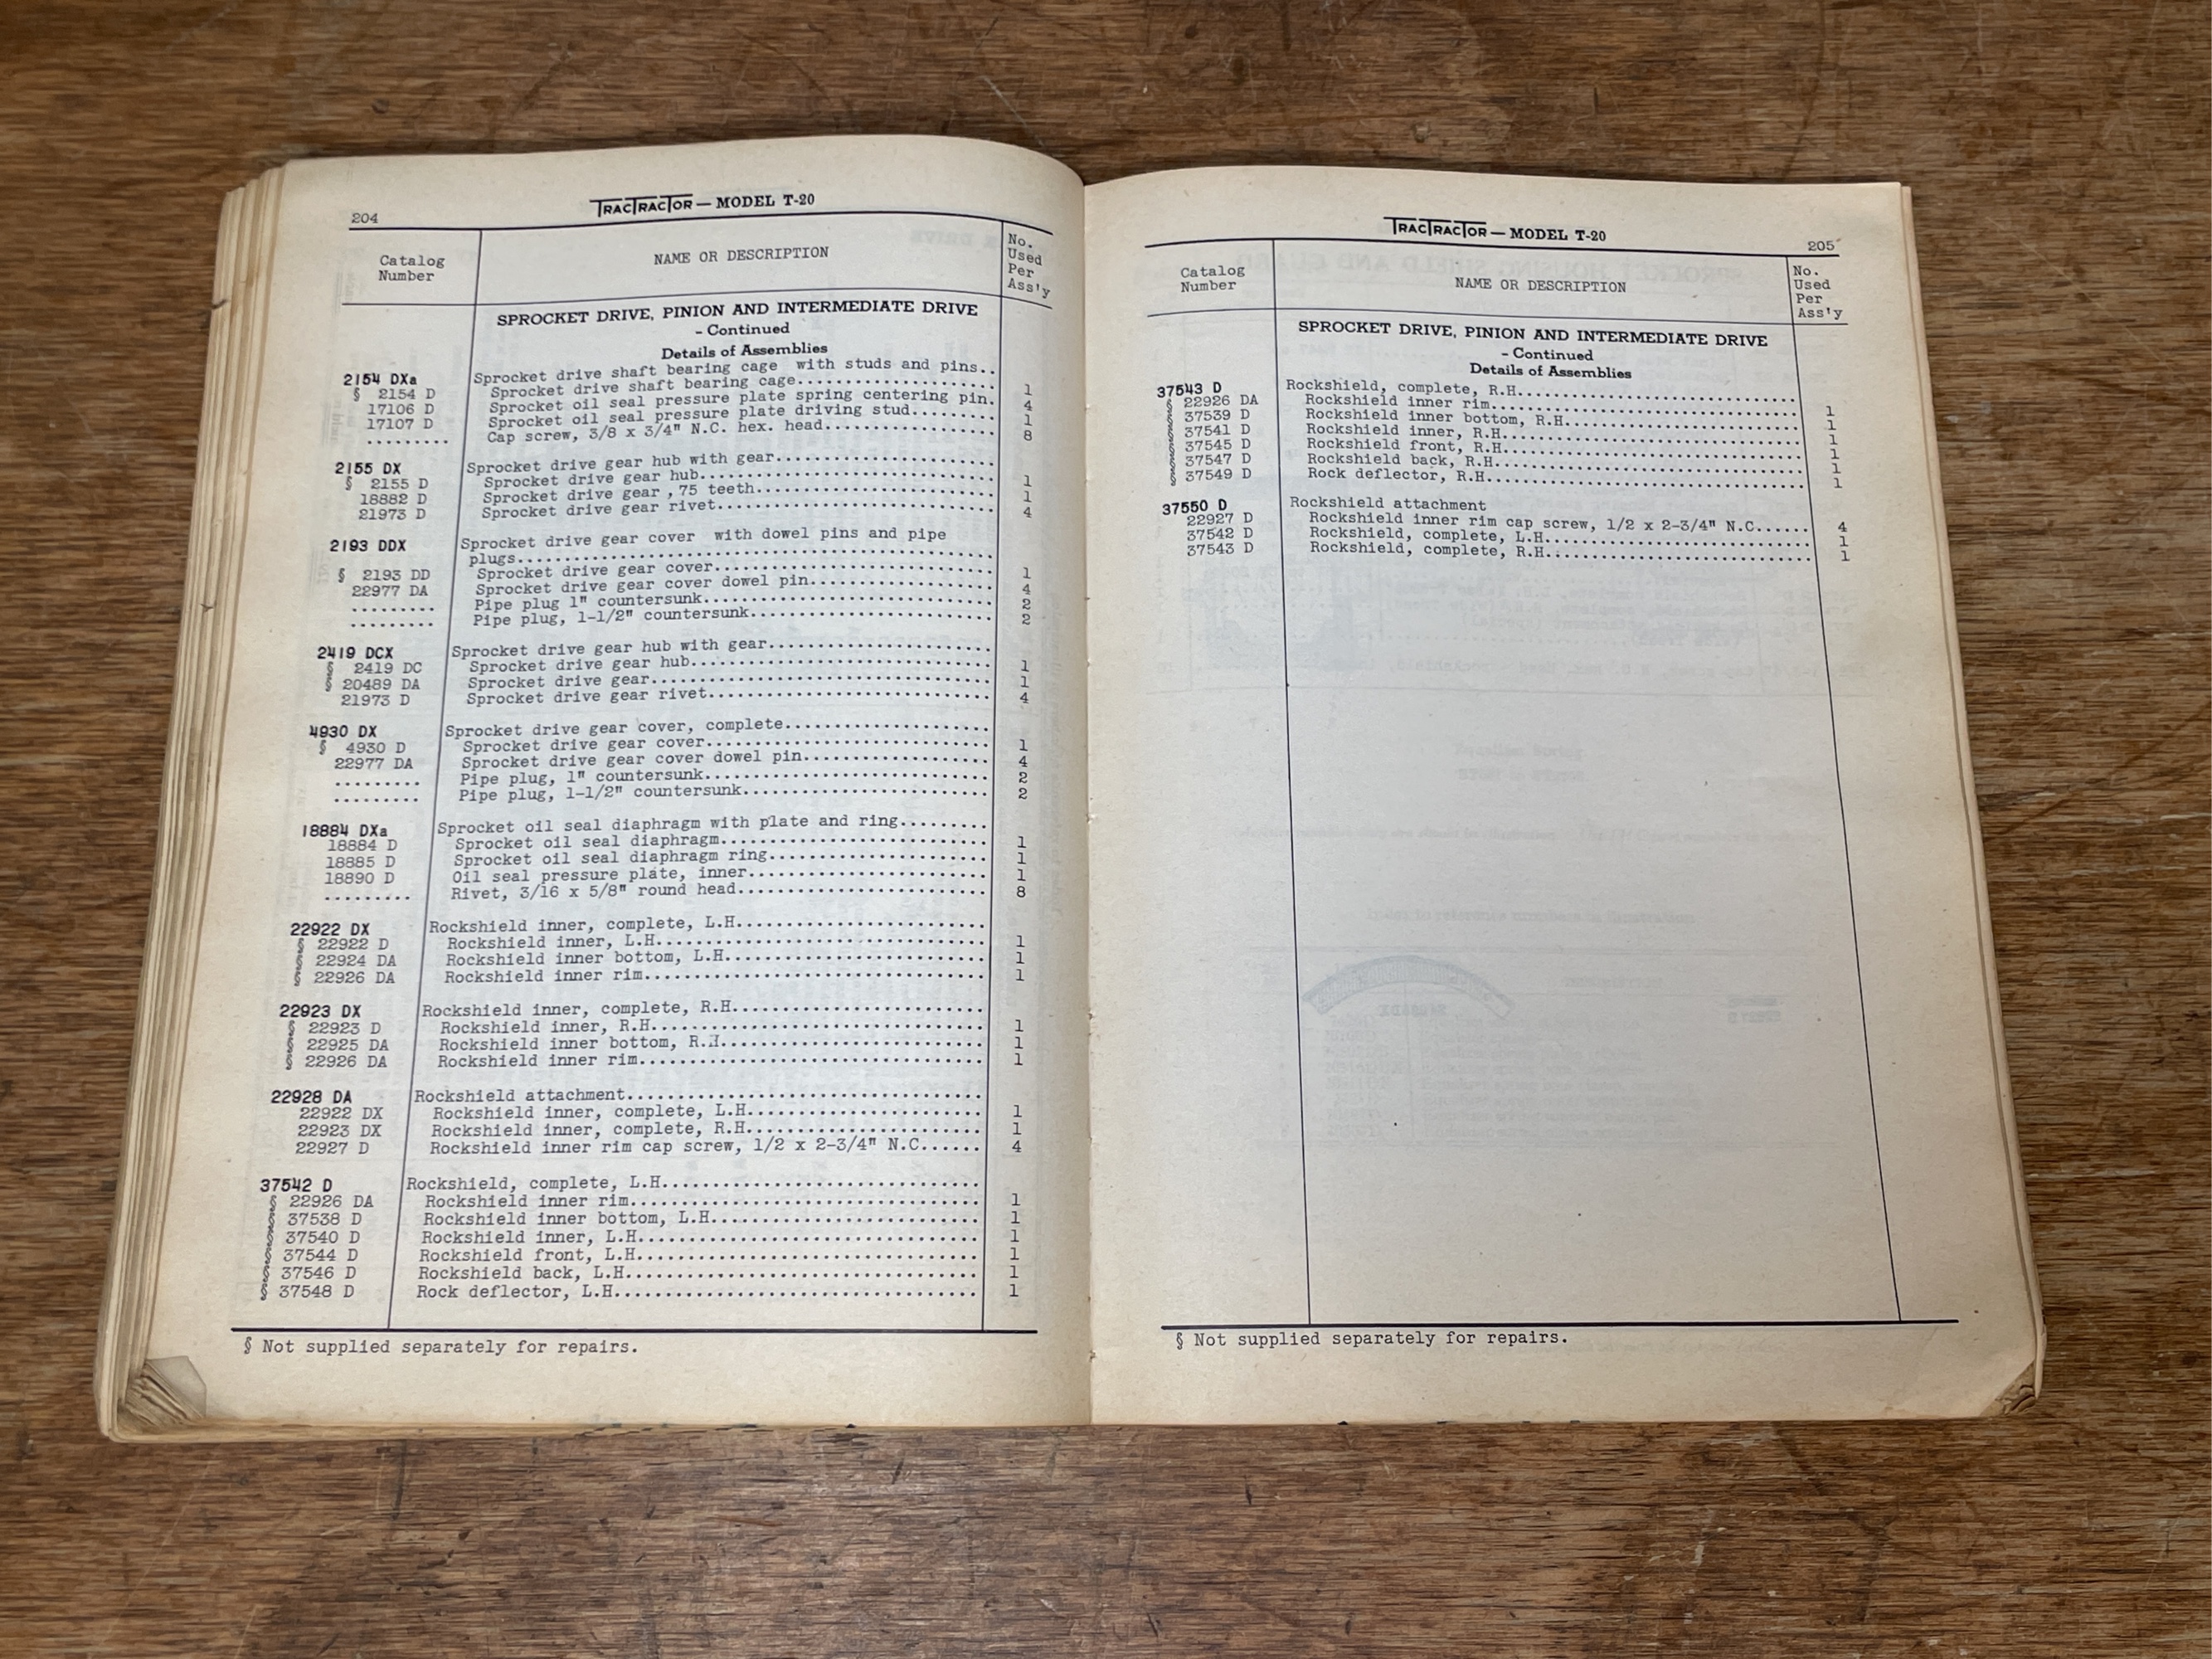 204
TRACTRACTOR — MODEL T-20
Catalog Number
NAME OR DESCRIPTION
No. Used Per Ass'y
SPROCKET DRIVE, PINION AND INTERMEDIATE DRIVE
- Continued
Details of Assemblies
2154 DXa Sprocket drive shaft bearing cage with studs and pins..
§ 2154 D Sprocket drive shaft bearing cage........................ 1
17106 D Sprocket oil seal pressure plate spring centering pin. 4
17107 D Sprocket oil seal pressure plate driving stud.......... 1
......... Cap screw, 3/8 x 3/4" N.C. hex. head.................... 8
2155 DX Sprocket drive gear hub with gear..........................
§ 2155 D Sprocket drive gear hub.................................. 1
18882 D Sprocket drive gear ,75 teeth........................... 1
21973 D Sprocket drive gear rivet................................ 4
2193 DDX Sprocket drive gear cover with dowel pins and pipe
plugs.......................................................
§ 2193 DD Sprocket drive gear cover................................ 1
22977 DA Sprocket drive gear cover dowel pin..................... 4
......... Pipe plug 1" countersunk................................. 2
......... Pipe plug, 1-1/2" countersunk............................ 2
2419 DCX Sprocket drive gear hub with gear..........................
§ 2419 DC Sprocket drive gear hub.................................. 1
§ 20489 DA Sprocket drive gear...................................... 1
21973 D Sprocket drive gear rivet................................ 4
4930 DX Sprocket drive gear cover, complete........................
§ 4930 D Sprocket drive gear cover................................ 1
22977 DA Sprocket drive gear cover dowel pin...................... 4
......... Pipe plug, 1" countersunk................................ 2
......... Pipe plug, 1-1/2" countersunk............................ 2
18884 DXa Sprocket oil seal diaphragm with plate and ring..........
18884 D Sprocket oil seal diaphragm.............................. 1
18885 D Sprocket oil seal diaphragm ring......................... 1
18890 D Oil seal pressure plate, inner........................... 1
......... Rivet, 3/16 x 5/8" round head............................ 8
22922 DX Rockshield inner, complete, L.H............................
§ 22922 D Rockshield inner, L.H.................................... 1
§ 22924 DA Rockshield inner bottom, L.H............................. 1
§ 22926 DA Rockshield inner rim..................................... 1
22923 DX Rockshield inner, complete, R.H............................
§ 22923 D Rockshield inner, R.H.................................... 1
§ 22925 DA Rockshield inner bottom, R.H............................. 1
§ 22926 DA Rockshield inner rim..................................... 1
22928 DA Rockshield attachment......................................
22922 DX Rockshield inner, complete, L.H.......................... 1
22923 DX Rockshield inner, complete, R.H.......................... 1
22927 D Rockshield inner rim cap screw, 1/2 x 2-3/4" N.C...... 4
37542 D Rockshield, complete, L.H..................................
§ 22926 DA Rockshield inner rim..................................... 1
§ 37538 D Rockshield inner bottom, L.H............................. 1
§ 37540 D Rockshield inner, L.H.................................... 1
§ 37544 D Rockshield front, L.H.................................... 1
§ 37546 D Rockshield back, L.H..................................... 1
§ 37548 D Rock deflector, L.H...................................... 1
§ Not supplied separately for repairs.
TRACTRACTOR — MODEL T-20
205
Catalog Number
NAME OR DESCRIPTION
No. Used Per Ass'y
SPROCKET DRIVE, PINION AND INTERMEDIATE DRIVE
- Continued
Details of Assemblies
37543 D Rockshield, complete, R.H..................................
§ 22926 DA Rockshield inner rim..................................... 1
§ 37539 D Rockshield inner bottom, R.H............................. 1
§ 37541 D Rockshield inner, R.H.................................... 1
§ 37545 D Rockshield front, R.H.................................... 1
§ 37547 D Rockshield back, R.H..................................... 1
§ 37549 D Rock deflector, R.H...................................... 1
37550 D Rockshield attachment
22927 D Rockshield inner rim cap screw, 1/2 x 2-3/4" N.C...... 4
37542 D Rockshield, complete, L.H................................ 1
37543 D Rockshield, complete, R.H................................ 1
§ Not supplied separately for repairs.